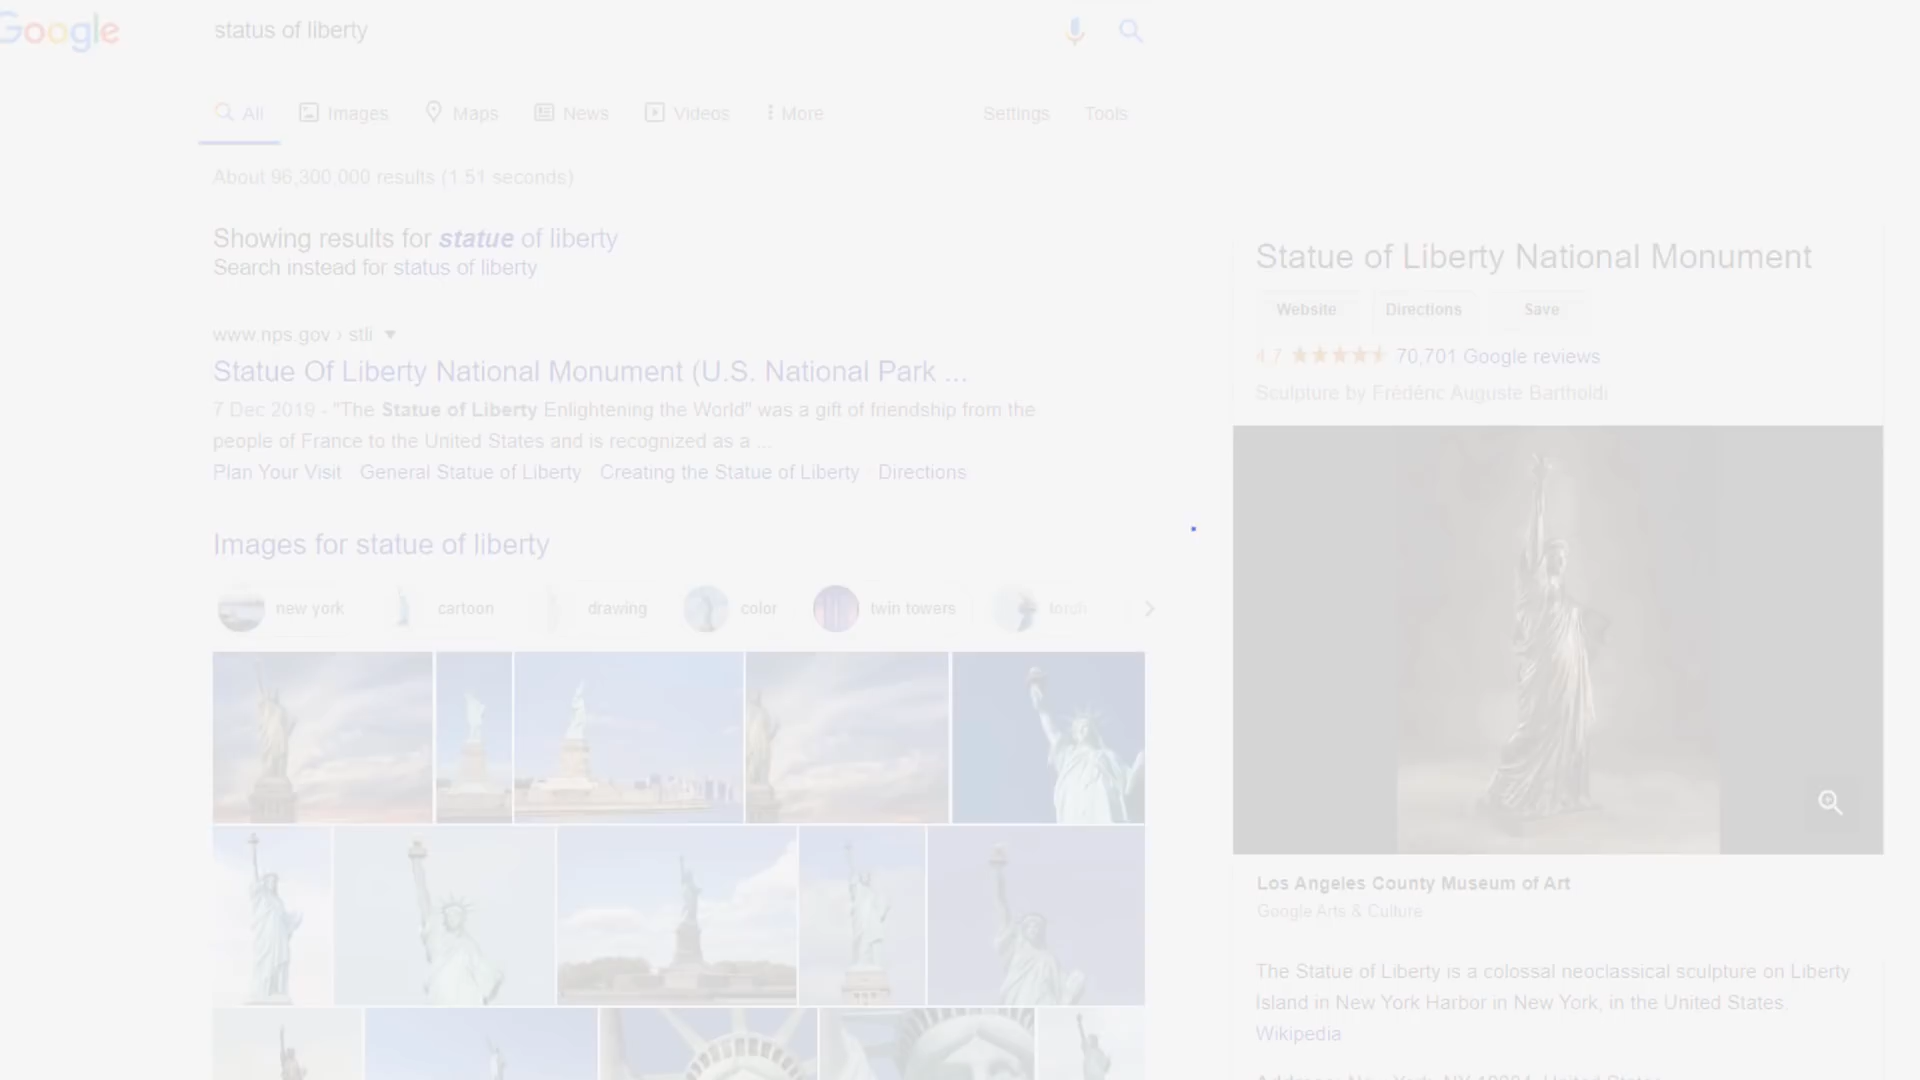 Google
status of liberty
All Images Maps News Videos More Settings Tools
About 96,300,000 results (1.51 seconds)
Showing results for statue of liberty
Search instead for status of liberty
www.nps.gov › stli
Statue Of Liberty National Monument (U.S. National Park ...
7 Dec 2019 - "The Statue of Liberty Enlightening the World" was a gift of friendship from the
people of France to the United States and is recognized as a ...
Plan Your Visit General Statue of Liberty Creating the Statue of Liberty Directions
Images for statue of liberty
new york cartoon drawing color twin towers torch
Statue of Liberty National Monument
Website Directions Save
4.7 70,701 Google reviews
Sculpture by Frédéric Auguste Bartholdi
Los Angeles County Museum of Art
Google Arts & Culture
The Statue of Liberty is a colossal neoclassical sculpture on Liberty
Island in New York Harbor in New York, in the United States.
Wikipedia
Address: New York, NY 10004, United States